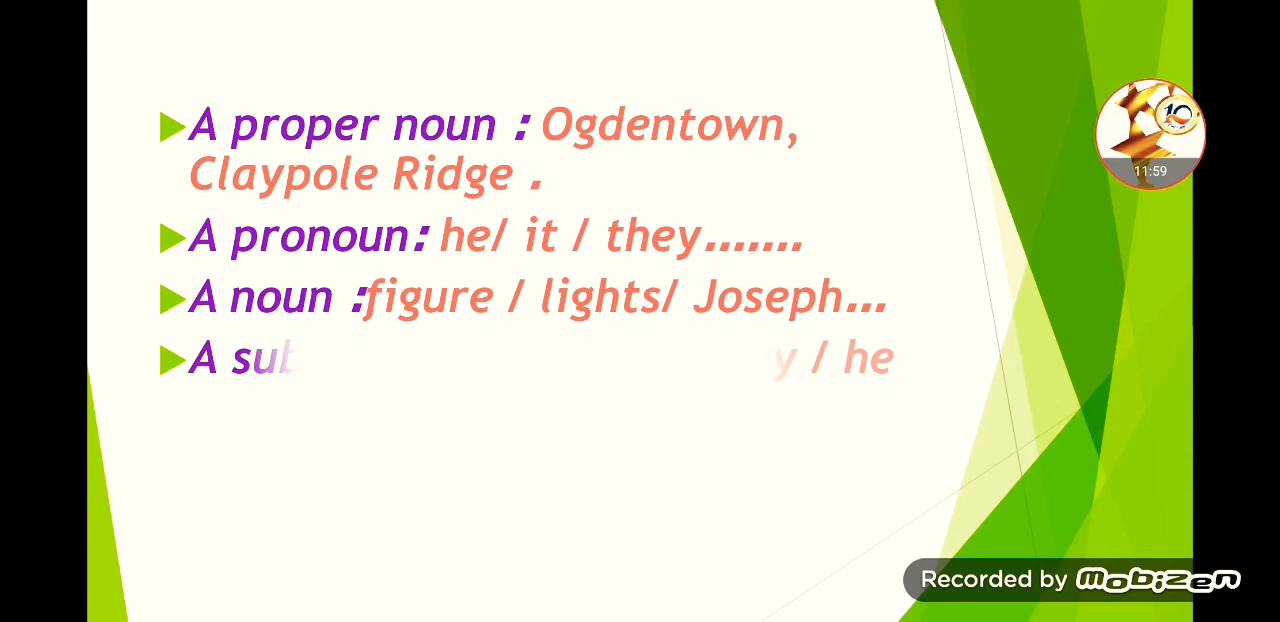 A proper noun : Ogdentown,
Claypole Ridge .
A pronoun: he/ it / they.......
A noun :figure / lights/ Joseph...
A / he
10
11:59
Recorded by mobizen